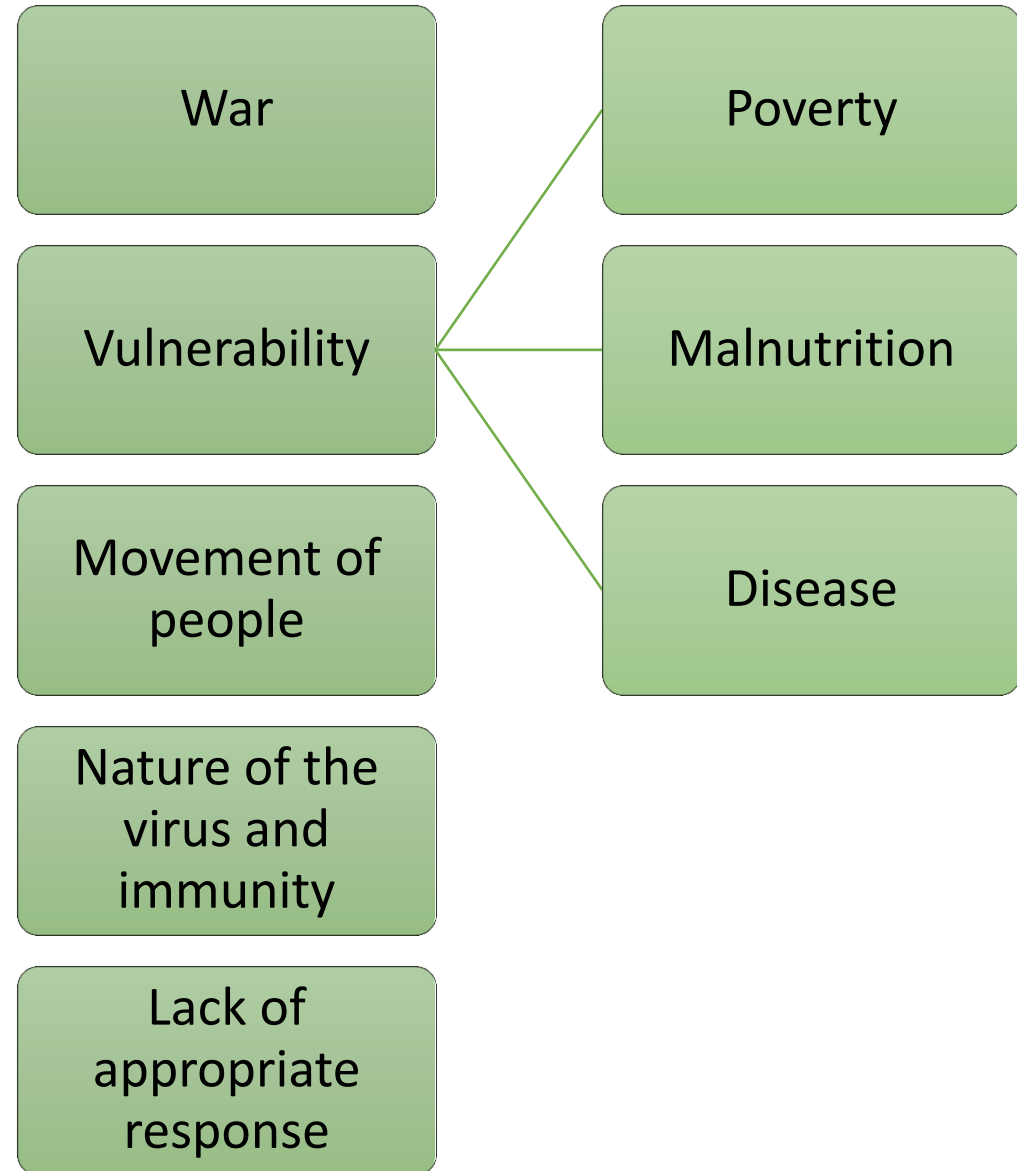 War
Vulnerability
Poverty
Malnutrition
Disease
Movement of
people
Nature of the
virus and
immunity
Lack of
appropriate
response